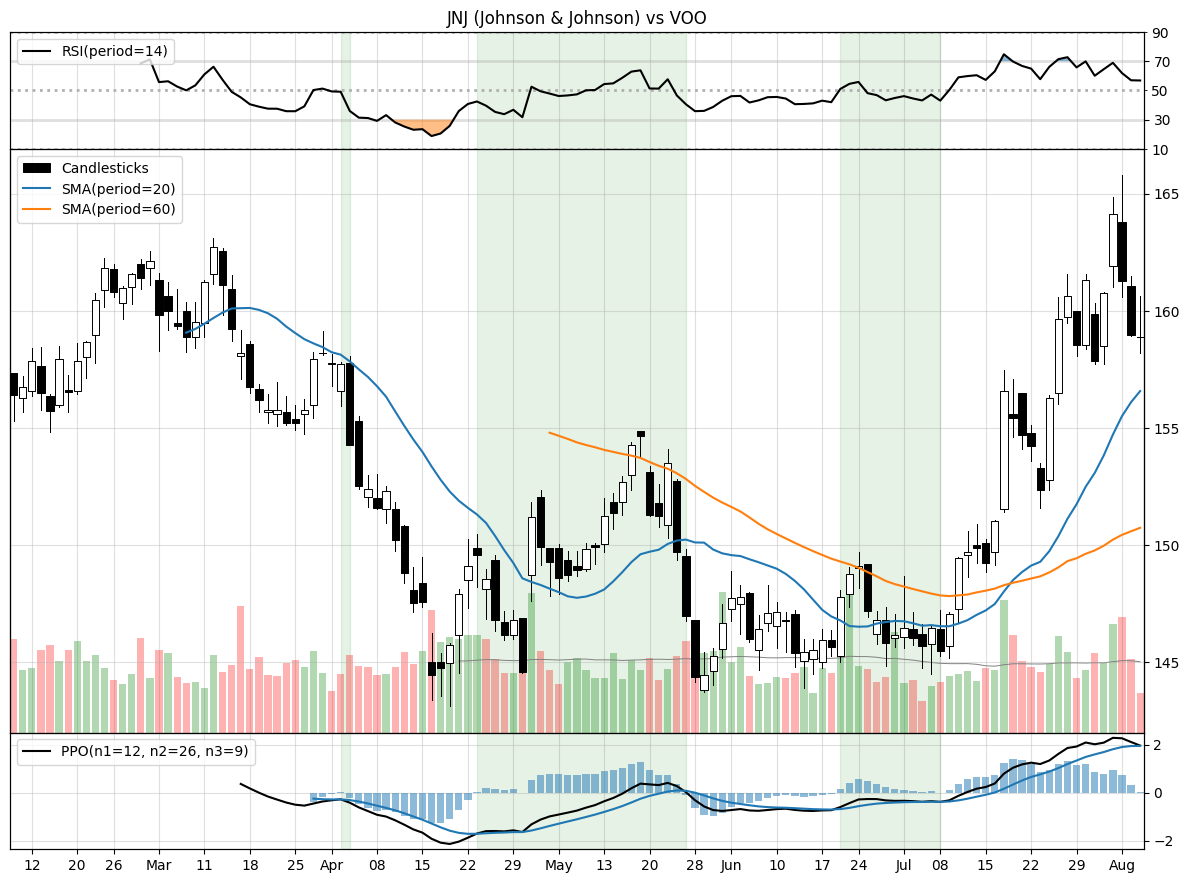 JNJ (Johnson & Johnson) vs VOO
RSI(period=14)
90
70
50
30
10
Candlesticks
SMA(period=20)
SMA(period=60)
165
160
155
150
145
PPO(n1=12, n2=26, n3=9)
2
0
−2
12 20 26 Mar 11 18 25 Apr 08 15 22 29 May 13 20 28 Jun 10 17 24 Jul 08 15 22 29 Aug